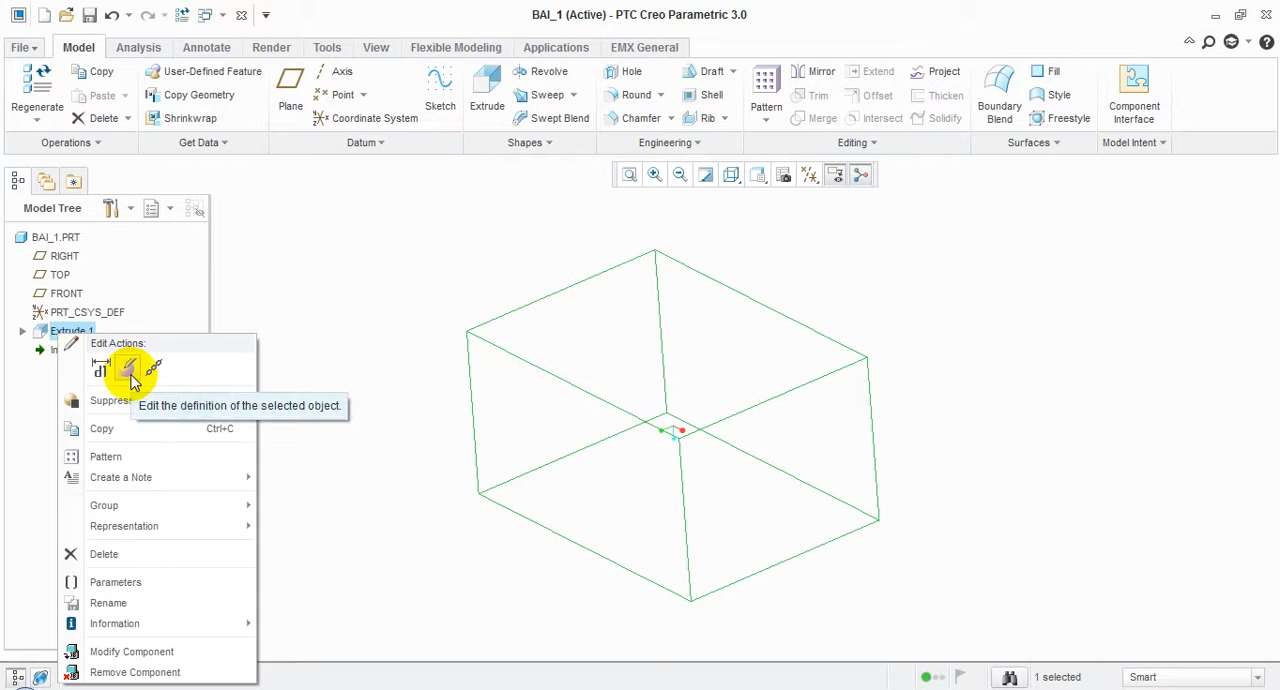 BAI_1 (Active) - PTC Creo Parametric 3.0
File
Model
Analysis
Annotate
Render
Tools
View
Flexible Modeling
Applications
EMX General
Regenerate
Copy
Paste
Delete
User-Defined Feature
Copy Geometry
Shrinkwrap
Plane
Axis
Point
Coordinate System
Sketch
Extrude
Revolve
Sweep
Swept Blend
Hole
Round
Chamfer
Draft
Shell
Rib
Pattern
Mirror
Trim
Merge
Extend
Offset
Intersect
Project
Thicken
Solidify
Boundary
Blend
Fill
Style
Freestyle
Component
Interface
Operations
Get Data
Datum
Shapes
Engineering
Editing
Surfaces
Model Intent
Model Tree
BAI_1.PRT
RIGHT
TOP
FRONT
PRT_CSYS_DEF
Extrude 1
Edit Actions:
Edit the definition of the selected object.
Copy Ctrl+C
Pattern
Create a Note
Group
Representation
Delete
Parameters
Rename
Information
Modify Component
Remove Component
1 selected
Smart